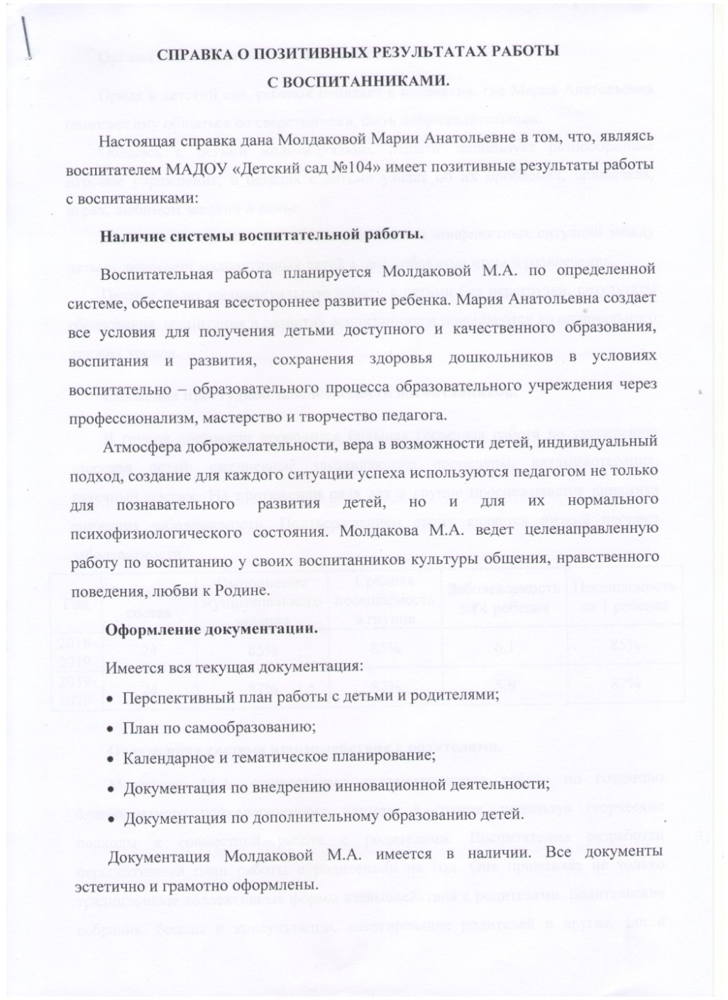 СПРАВКА О ПОЗИТИВНЫХ РЕЗУЛЬТАТАХ РАБОТЫ
С ВОСПИТАННИКАМИ.
Настоящая справка дана Молдаковой Марии Анатольевне в том, что, являясь
воспитателем МАДОУ «Детский сад №104» имеет позитивные результаты работы
с воспитанниками:
Наличие системы воспитательной работы.
Воспитательная работа планируется Молдаковой М.А. по определенной
системе, обеспечивая всестороннее развитие ребенка. Мария Анатольевна создает
все условия для получения детьми доступного и качественного образования,
воспитания и развития, сохранения здоровья дошкольников в условиях
воспитательно – образовательного процесса образовательного учреждения через
профессионализм, мастерство и творчество педагога.
Атмосфера доброжелательности, вера в возможности детей, индивидуальный
подход, создание для каждого ситуации успеха используются педагогом не только
для познавательного развития детей, но и для их нормального
психофизиологического состояния. Молдакова М.А. ведет целенаправленную
работу по воспитанию у своих воспитанников культуры общения, нравственного
поведения, любви к Родине.
Оформление документации.
Имеется вся текущая документация:
• Перспективный план работы с детьми и родителями;
• План по самообразованию;
• Календарное и тематическое планирование;
• Документация по внедрению инновационной деятельности;
• Документация по дополнительному образованию детей.
Документация Молдаковой М.А. имеется в наличии. Все документы
эстетично и грамотно оформлены.